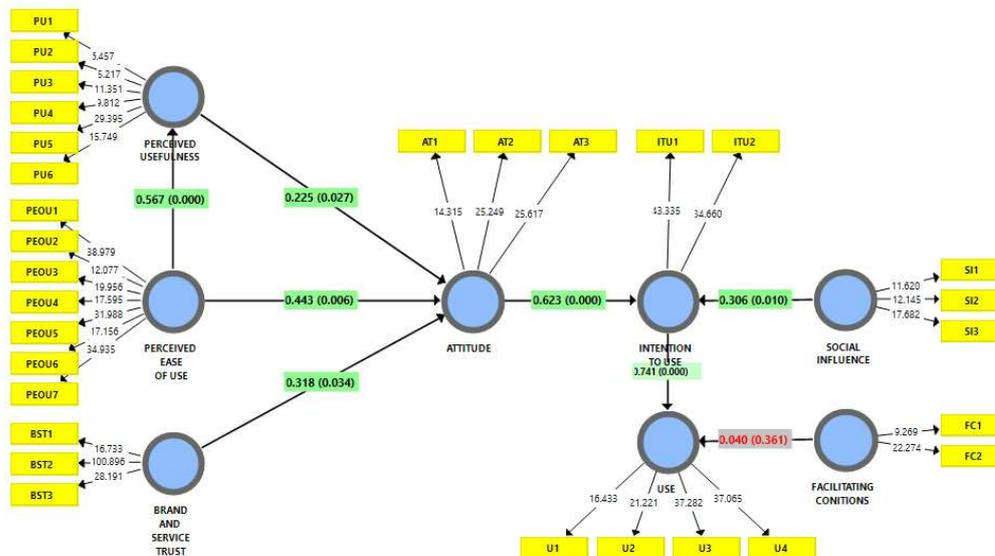 PU1
PU2
PU3
PU4
PU5
PU6
5.457
5.217
11.351
9.812
29.395
15.749
PERCEIVED
USEFULNESS
0.567 (0.000)
0.225 (0.027)
PEOU1
PEOU2
PEOU3
PEOU4
PEOU5
PEOU6
PEOU7
38.979
12.077
19.956
17.595
31.988
17.156
34.935
PERCEIVED
EASE
OF USE
0.443 (0.006)
0.318 (0.034)
BST1
BST2
BST3
16.733
100.896
28.191
BRAND
AND
SERVICE
TRUST
AT1
AT2
AT3
14.315
25.249
25.617
ATTITUDE
0.623 (0.000)
ITU1
ITU2
43.335
34.660
INTENTION
TO USE
0.741 (0.000)
0.306 (0.010)
SOCIAL
INFLUENCE
11.620
12.145
17.682
SI1
SI2
SI3
USE
0.040 (0.361)
FACILITATING
CONITIONS
9.269
22.274
FC1
FC2
16.433
21.221
37.282
37.065
U1
U2
U3
U4